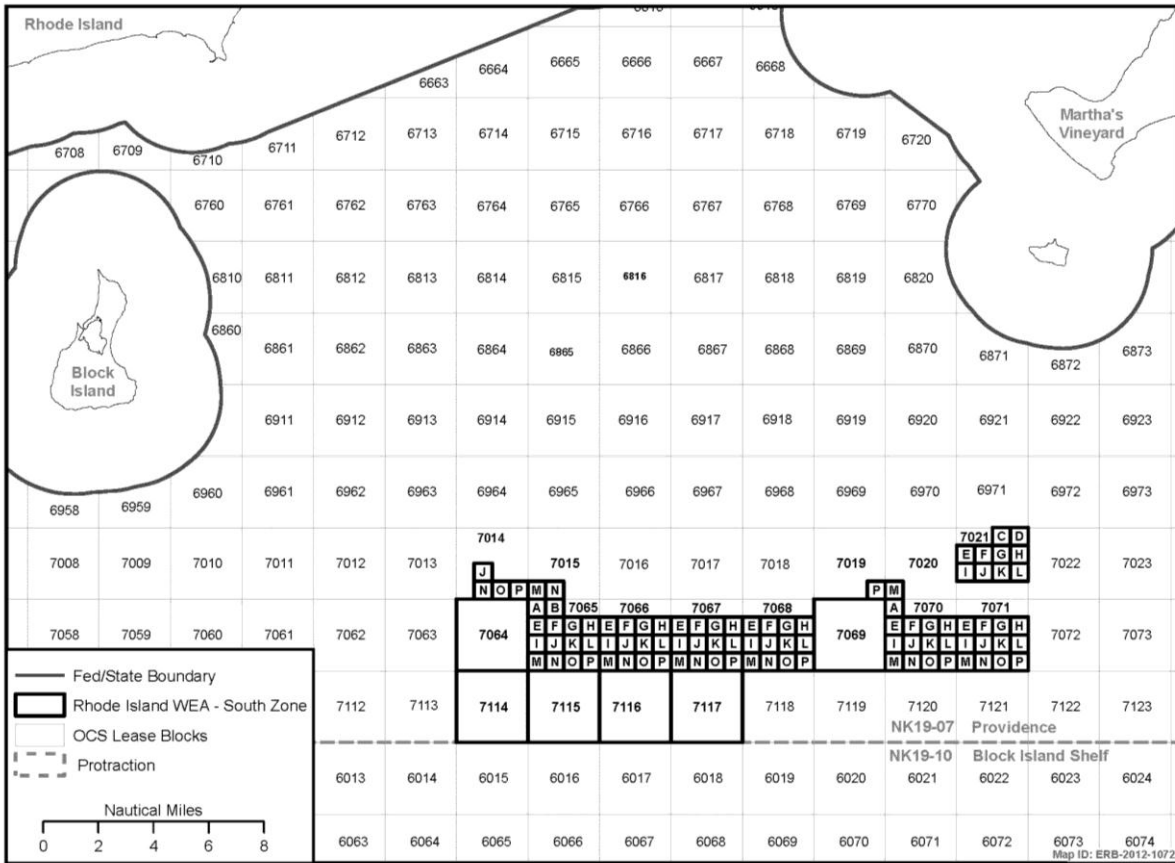 Rhode Island
6663 6664 6665 6666 6667 6668
Martha's
Vineyard
6708 6709 6710 6711 6712 6713 6714 6715 6716 6717 6718 6719 6720
6760 6761 6762 6763 6764 6765 6766 6767 6768 6769 6770
6810 6811 6812 6813 6814 6815 6816 6817 6818 6819 6820
6860 6861 6862 6863 6864 6865 6866 6867 6868 6869 6870 6871 6872 6873
Block
Island
6911 6912 6913 6914 6915 6916 6917 6918 6919 6920 6921 6922 6923
6958 6959 6960 6961 6962 6963 6964 6965 6966 6967 6968 6969 6970 6971 6972 6973
7008 7009 7010 7011 7012 7013 7014 7015 7016 7017 7018 7019 7020 7021 C D 7022 7023
E F G H
J I J K L
N O P M N P M
7058 7059 7060 7061 7062 7063 7064 A B 7065 7066 7067 7068 7069 A 7070 7071 7072 7073
E F G H E F G H E F G H E F G H E F G H E F G H
I J K L I J K L I J K L I J K L I J K L I J K L
M N O P M N O P M N O P M N O P M N O P M N O P
7112 7113 7114 7115 7116 7117 7118 7119 7120 7121 7122 7123
NK19-07 Providence
NK19-10 Block Island Shelf
6013 6014 6015 6016 6017 6018 6019 6020 6021 6022 6023 6024
6063 6064 6065 6066 6067 6068 6069 6070 6071 6072 6073 6074
Fed/State Boundary
Rhode Island WEA - South Zone
OCS Lease Blocks
Protraction
Nautical Miles
0 2 4 6 8
Map ID: ERB-2012-1072